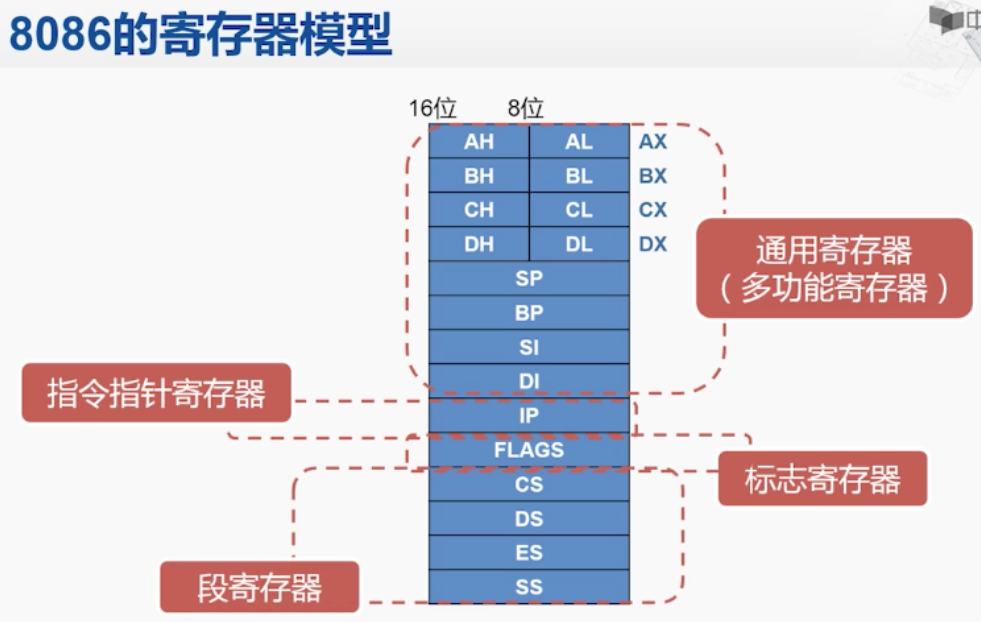 8086的寄存器模型
中
16位 8位
AH AL AX
BH BL BX
CH CL CX
DH DL DX
SP
BP
SI
DI
IP
FLAGS
CS
DS
ES
SS
通用寄存器
（多功能寄存器）
指令指针寄存器
标志寄存器
段寄存器